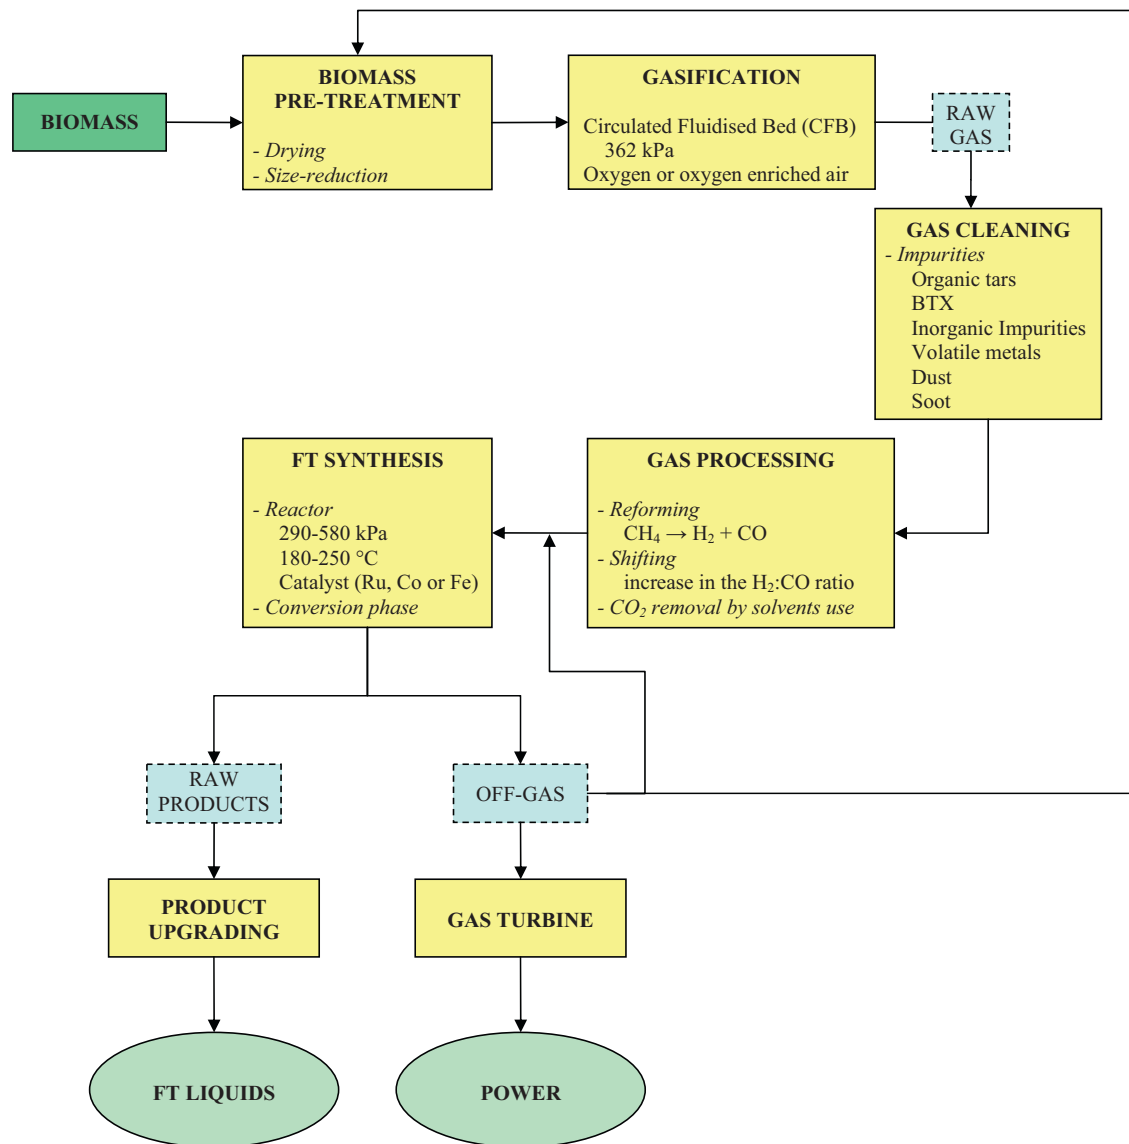 BIOMASS
BIOMASS
PRE-TREATMENT
- Drying
- Size-reduction
GASIFICATION
Circulated Fluidised Bed (CFB)
362 kPa
Oxygen or oxygen enriched air
RAW
GAS
GAS CLEANING
- Impurities
Organic tars
BTX
Inorganic Impurities
Volatile metals
Dust
Soot
GAS PROCESSING
- Reforming
CH₄ → H₂ + CO
- Shifting
increase in the H₂:CO ratio
- CO₂ removal by solvents use
FT SYNTHESIS
- Reactor
290-580 kPa
180-250 °C
Catalyst (Ru, Co or Fe)
- Conversion phase
RAW
PRODUCTS
OFF-GAS
PRODUCT
UPGRADING
GAS TURBINE
FT LIQUIDS
POWER